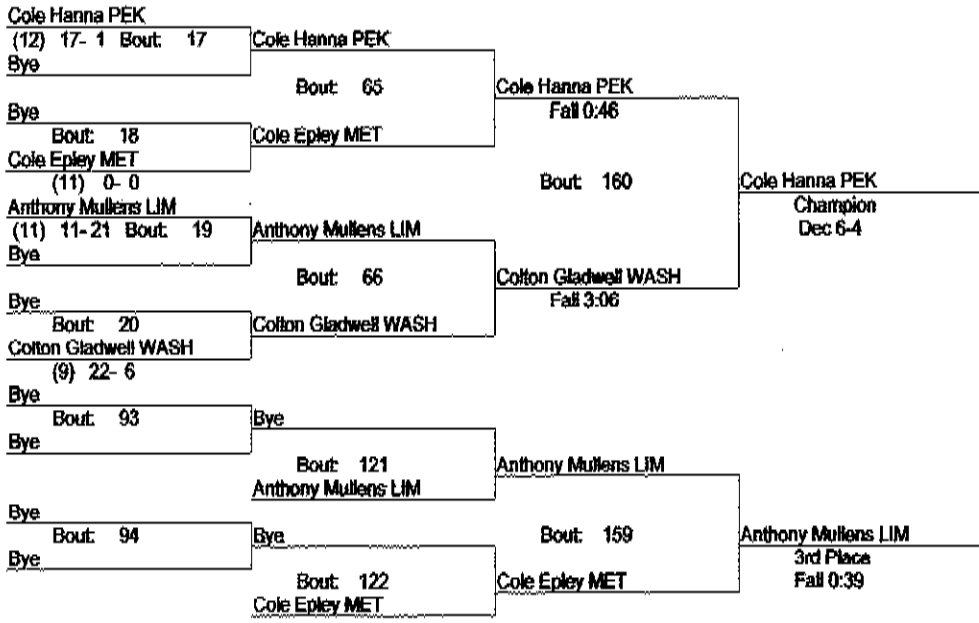 Cole Hanna PEK
(12) 17- 1 Bout: 17
Bye
Cole Hanna PEK
Bout: 65
Bye
Bout: 18
Cole Epley MET
(11) 0- 0
Cole Epley MET
Cole Hanna PEK
Fall 0:46
Anthony Mullens LIM
(11) 11-21 Bout: 19
Bye
Anthony Mullens LIM
Bout: 66
Bye
Bout: 20
Colton Gladwell WASH
(9) 22- 6
Colton Gladwell WASH
Colton Gladwell WASH
Fall 3:06
Bout: 160
Cole Hanna PEK
Champion
Dec 6-4
Bye
Bout: 93
Bye
Bye
Bout: 121
Anthony Mullens LIM
Anthony Mullens LIM
Bye
Bout: 94
Bye
Bye
Bout: 122
Cole Epley MET
Cole Epley MET
Bout: 159
Anthony Mullens LIM
3rd Place
Fall 0:39